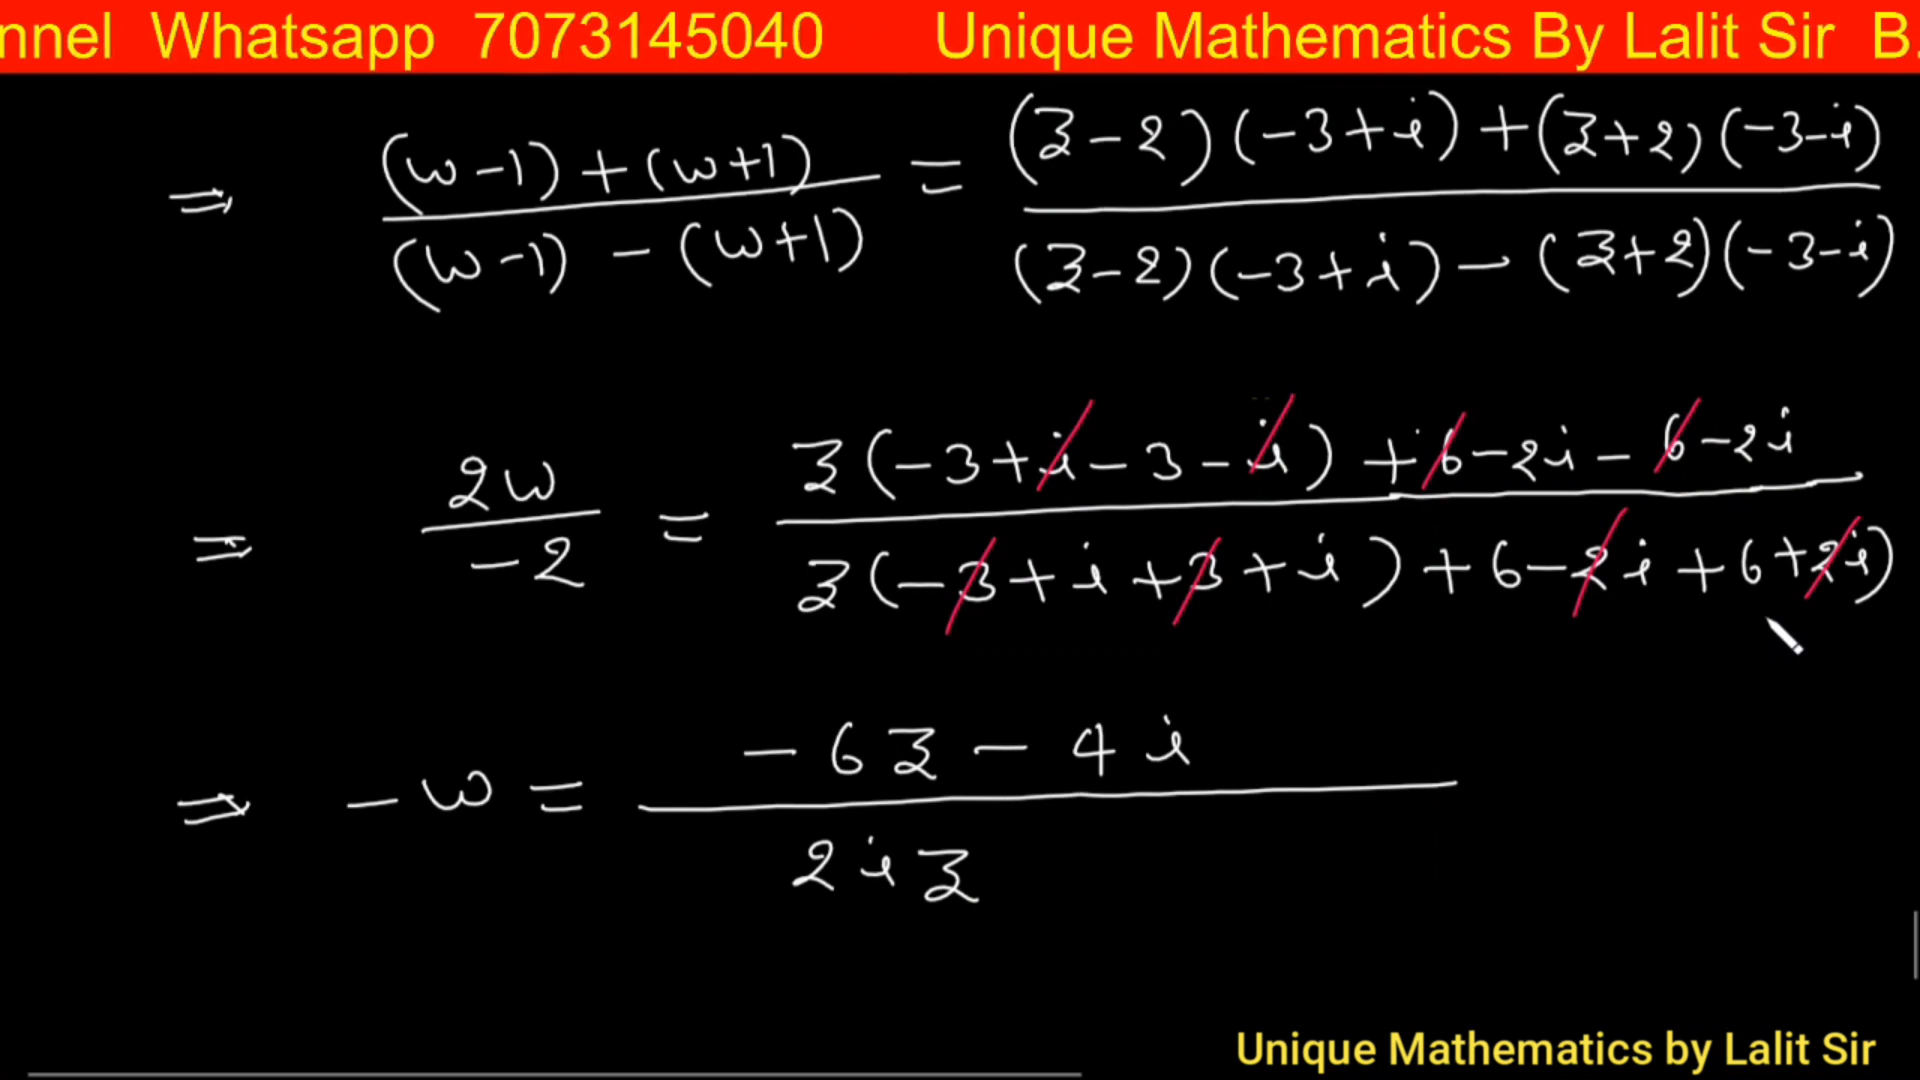 nnel Whatsapp 7073145040 Unique Mathematics By Lalit Sir B.
⇒ ((w-1)+(w+1))/((w-1)-(w+1)) = ((z-2)(-3+i)+(z+2)(-3-i))/((z-2)(-3+i)-(z+2)(-3-i))
⇒ 2w/-2 = (z(-3+i-3-i)+6-2i-6-2i)/(z(-3+i+3+i)+6-2i+6+2i)
⇒ -w = (-6z-4i)/(2iz
Unique Mathematics by Lalit Sir